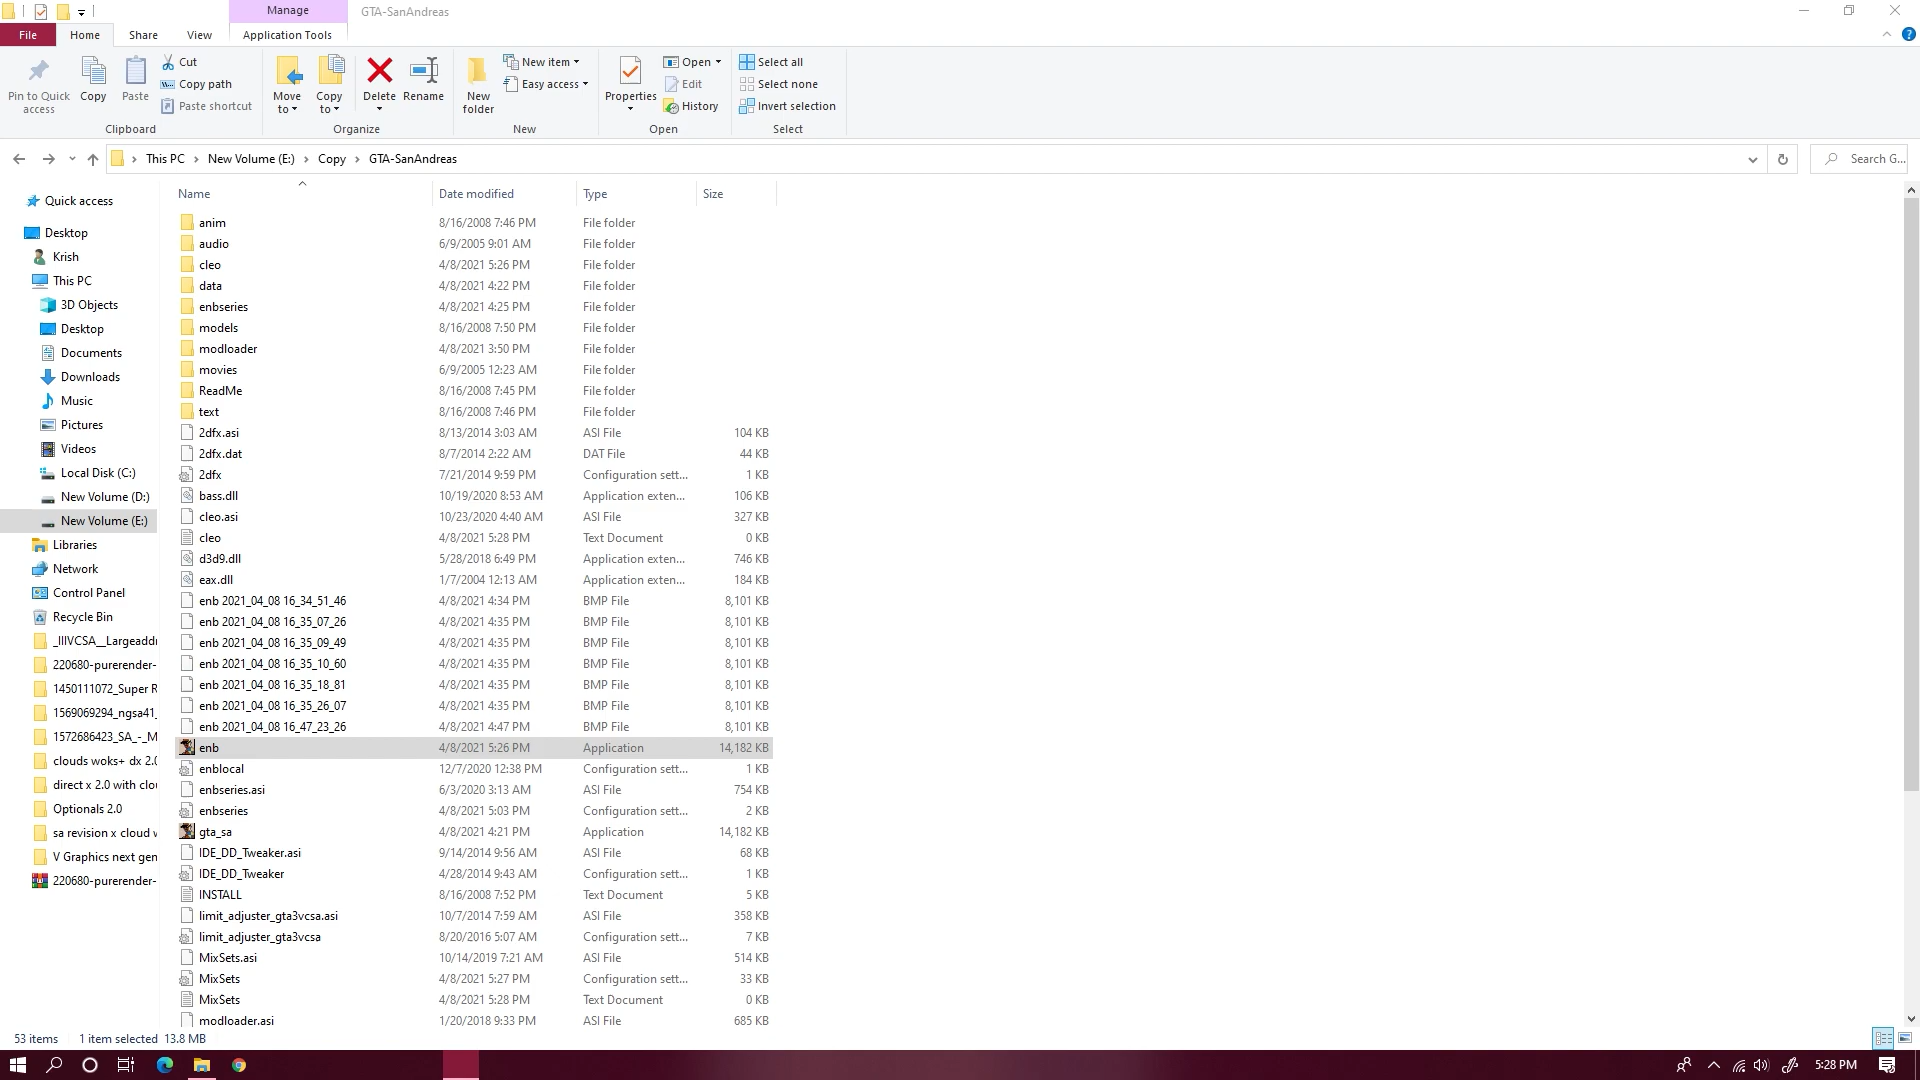 Manage
GTA-SanAndreas
File
Home
Share
View
Application Tools
Pin to Quick access
Copy
Paste
Cut
Copy path
Paste shortcut
Clipboard
Move to
Copy to
Delete
Rename
Organize
New folder
New item
Easy access
New
Properties
Open
Edit
History
Open
Select all
Select none
Invert selection
Select
This PC > New Volume (E:) > Copy > GTA-SanAndreas
Search G...
Quick access
Desktop
Krish
This PC
3D Objects
Desktop
Documents
Downloads
Music
Pictures
Videos
Local Disk (C:)
New Volume (D:)
New Volume (E:)
Libraries
Network
Control Panel
Recycle Bin
_IIIVCSA__Largeaddr
220680-purerender-
1450111072_Super R
1569069294_ngsa41_
1572686423_SA_-_M
clouds woks+ dx 2.0
direct x 2.0 with clou
Optionals 2.0
sa revision x cloud w
V Graphics next gen
220680-purerender-
Name Date modified Type Size
anim 8/16/2008 7:46 PM File folder
audio 6/9/2005 9:01 AM File folder
cleo 4/8/2021 5:26 PM File folder
data 4/8/2021 4:22 PM File folder
enbseries 4/8/2021 4:25 PM File folder
models 8/16/2008 7:50 PM File folder
modloader 4/8/2021 3:50 PM File folder
movies 6/9/2005 12:23 AM File folder
ReadMe 8/16/2008 7:45 PM File folder
text 8/16/2008 7:46 PM File folder
2dfx.asi 8/13/2014 3:03 AM ASI File 104 KB
2dfx.dat 8/7/2014 2:22 AM DAT File 44 KB
2dfx 7/21/2014 9:59 PM Configuration sett... 1 KB
bass.dll 10/19/2020 8:53 AM Application exten... 106 KB
cleo.asi 10/23/2020 4:40 AM ASI File 327 KB
cleo 4/8/2021 5:28 PM Text Document 0 KB
d3d9.dll 5/28/2018 6:49 PM Application exten... 746 KB
eax.dll 1/7/2004 12:13 AM Application exten... 184 KB
enb 2021_04_08 16_34_51_46 4/8/2021 4:34 PM BMP File 8,101 KB
enb 2021_04_08 16_35_07_26 4/8/2021 4:35 PM BMP File 8,101 KB
enb 2021_04_08 16_35_09_49 4/8/2021 4:35 PM BMP File 8,101 KB
enb 2021_04_08 16_35_10_60 4/8/2021 4:35 PM BMP File 8,101 KB
enb 2021_04_08 16_35_18_81 4/8/2021 4:35 PM BMP File 8,101 KB
enb 2021_04_08 16_35_26_07 4/8/2021 4:35 PM BMP File 8,101 KB
enb 2021_04_08 16_47_23_26 4/8/2021 4:47 PM BMP File 8,101 KB
enb 4/8/2021 5:26 PM Application 14,182 KB
enblocal 12/7/2020 12:38 PM Configuration sett... 1 KB
enbseries.asi 6/3/2020 3:13 AM ASI File 754 KB
enbseries 4/8/2021 5:03 PM Configuration sett... 2 KB
gta_sa 4/8/2021 4:21 PM Application 14,182 KB
IDE_DD_Tweaker.asi 9/14/2014 9:56 AM ASI File 68 KB
IDE_DD_Tweaker 4/28/2014 9:43 AM Configuration sett... 1 KB
INSTALL 8/16/2008 7:52 PM Text Document 5 KB
limit_adjuster_gta3vcsa.asi 10/7/2014 7:59 AM ASI File 358 KB
limit_adjuster_gta3vcsa 8/20/2016 5:07 AM Configuration sett... 7 KB
MixSets.asi 10/14/2019 7:21 AM ASI File 514 KB
MixSets 4/8/2021 5:27 PM Configuration sett... 33 KB
MixSets 4/8/2021 5:28 PM Text Document 0 KB
modloader.asi 1/20/2018 9:33 PM ASI File 685 KB
53 items 1 item selected 13.8 MB
5:28 PM